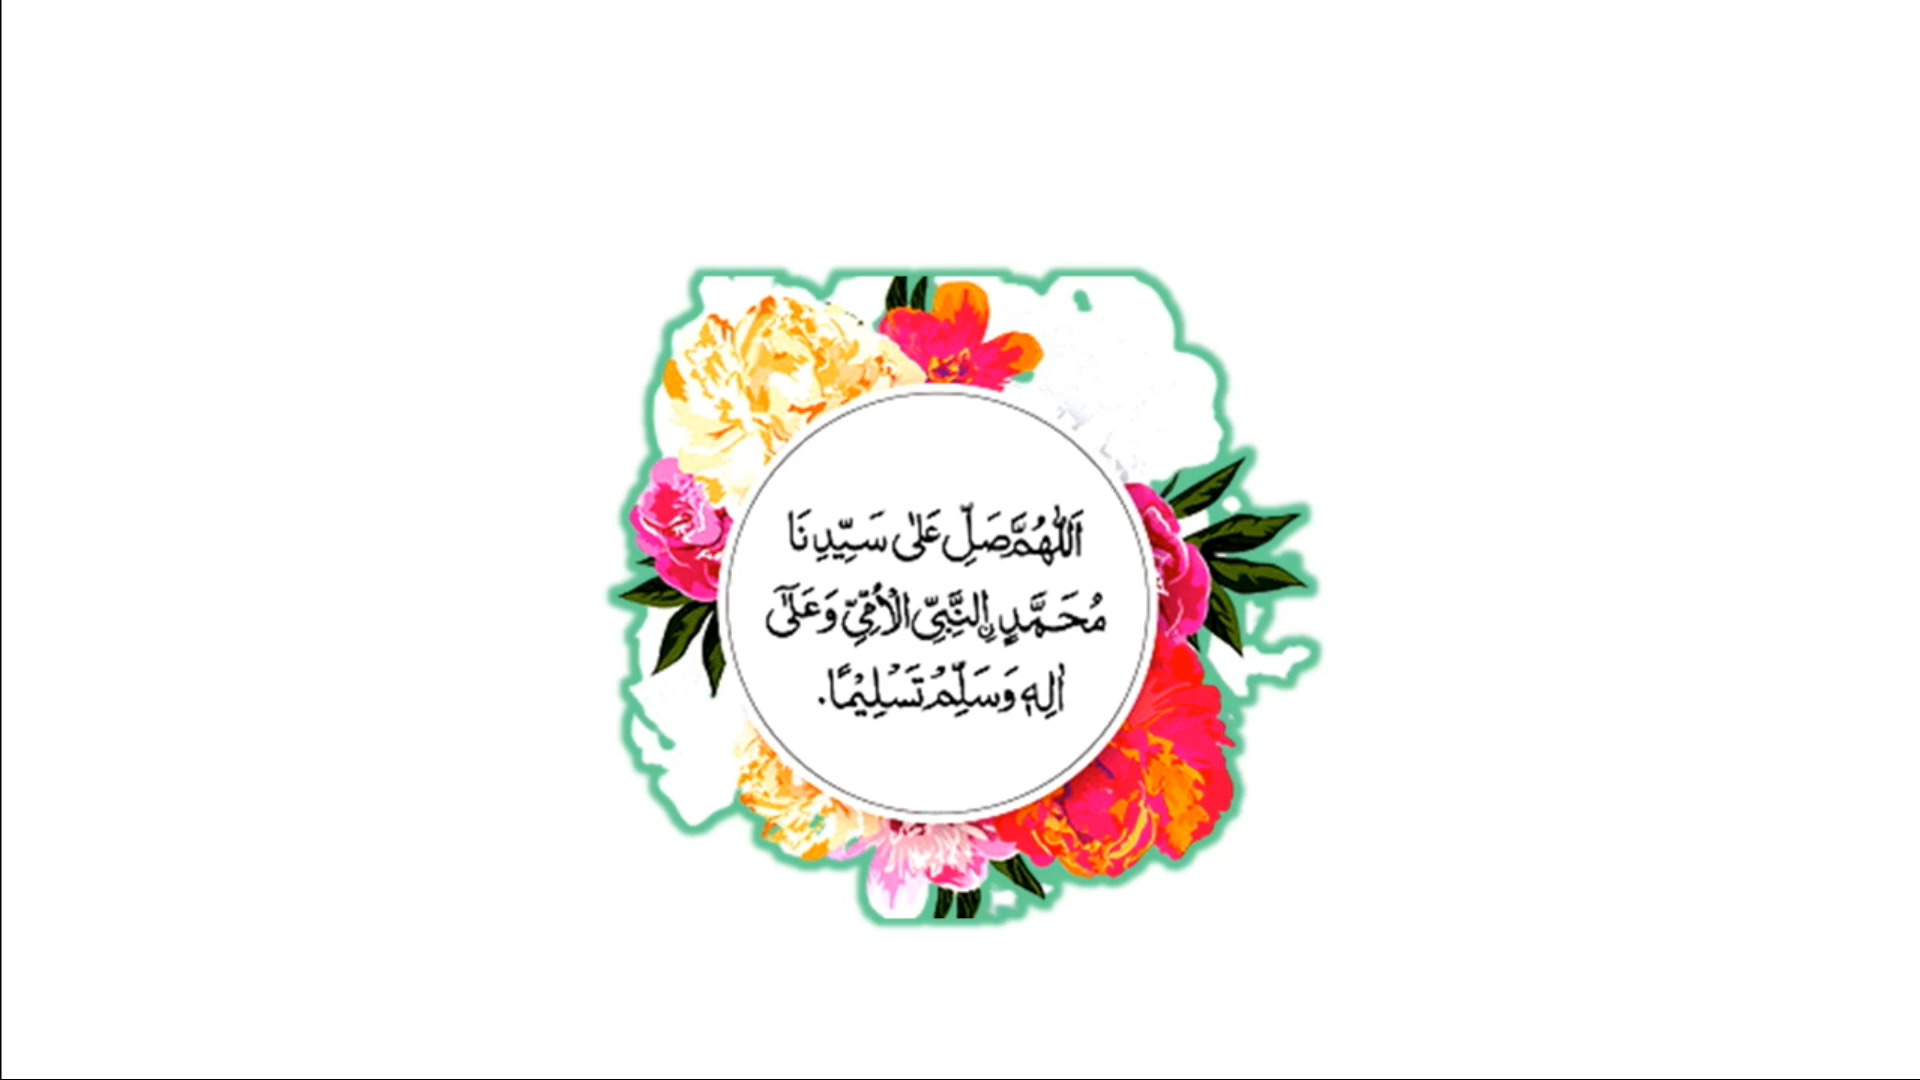 اَللّٰهُمَّ صَلِّ عَلٰى سَيِّدِنَا
مُحَمَّدٍ نِالنَّبِيِّ الْاُمِّيِّ وَعَلٰٓى
اٰلِهٖ وَسَلِّمْ تَسْلِيْمًا.